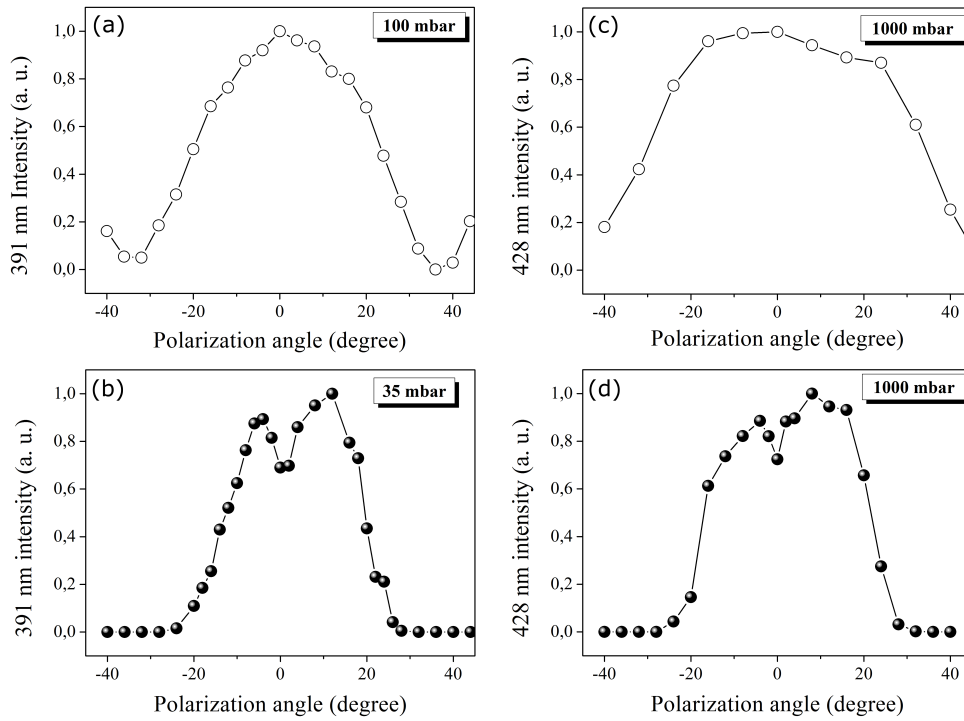 (a)
100 mbar
1,0
0,8
0,6
0,4
0,2
0,0
391 nm Intensity (a. u.)
-40 -20 0 20 40
Polarization angle (degree)
(c)
1000 mbar
1,0
0,8
0,6
0,4
0,2
0,0
428 nm intensity (a. u.)
-40 -20 0 20 40
Polarization angle (degree)
(b)
35 mbar
1,0
0,8
0,6
0,4
0,2
0,0
391 nm intensity (a. u.)
-40 -20 0 20 40
Polarization angle (degree)
(d)
1000 mbar
1,0
0,8
0,6
0,4
0,2
0,0
428 nm intensity (a. u.)
-40 -20 0 20 40
Polarization angle (degree)